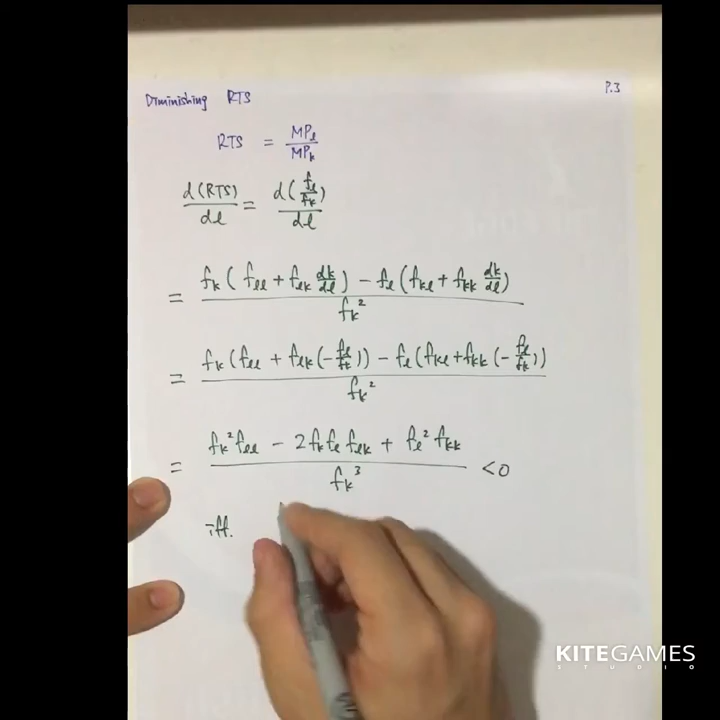 P.3
Diminishing RTS
RTS = MPℓ / MPk
d(RTS)/dℓ = d(fℓ/fk)/dℓ
= fk(fℓℓ + fℓk dk/dℓ) − fℓ(fkℓ + fkk dk/dℓ) / fk²
= fk(fℓℓ + fℓk(−fℓ/fk)) − fℓ(fkℓ + fkk(−fℓ/fk)) / fk²
= fk²fℓℓ − 2fkfℓfℓk + fℓ²fkk / fk³ <0
iff.
KITEGAMES
STUDIO